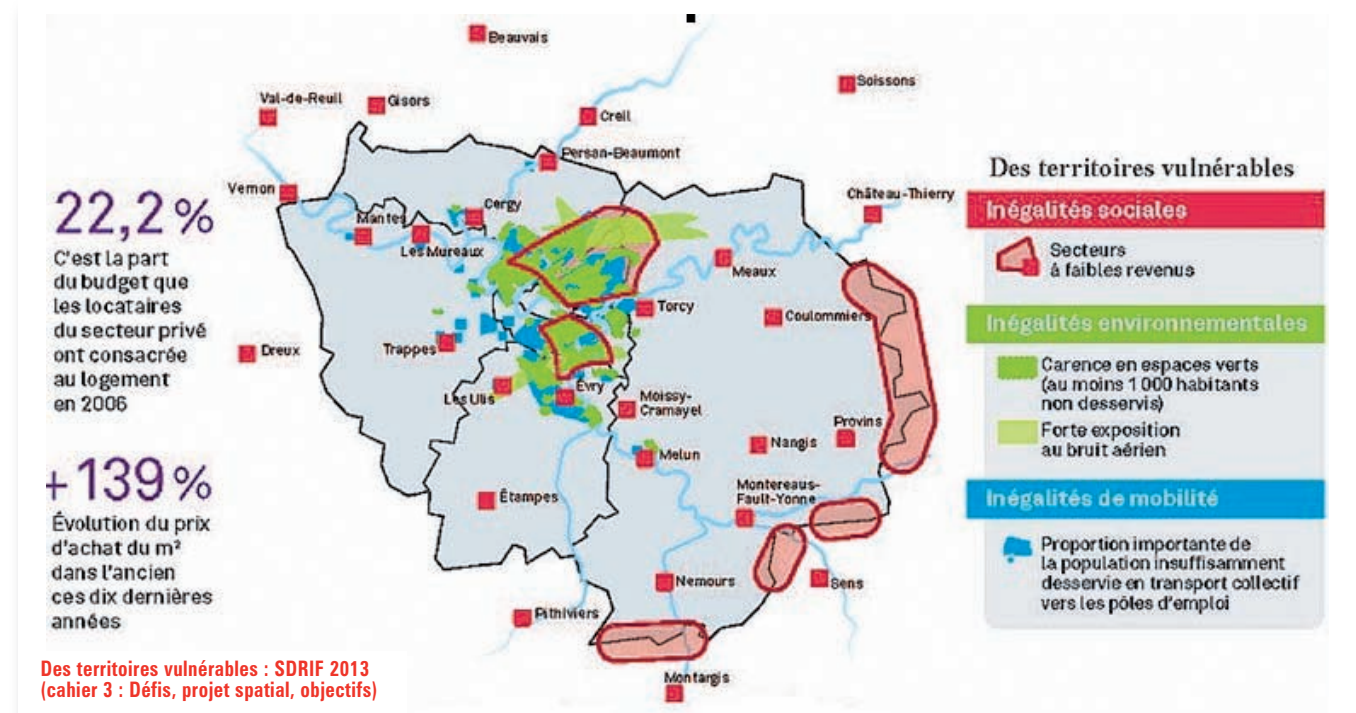 Beauvais
Soissons
Val-de-Reuil
Gisors
Creil
Persan-Beaumont
Vernon
Cergy
Mantes
Les Mureaux
Château-Thierry
Meaux
Torcy
Coulommiers
Dreux
Trappes
Les Ulis
Évry
Moissy-
Cramayel
Provins
Nangis
Melun
Étampes
Montereaus-
Fault-Yonne
Nemours
Sens
Pithiviers
Montargis
22,2 %
C'est la part
du budget que
les locataires
du secteur privé
ont consacrée
au logement
en 2006
+139 %
Évolution du prix
d'achat du m²
dans l'ancien
ces dix dernières
années
Des territoires vulnérables : SDRIF 2013
(cahier 3 : Défis, projet spatial, objectifs)
Des territoires vulnérables
Inégalités sociales
Secteurs
à faibles revenus
Inégalités environnementales
Carence en espaces verts
(au moins 1 000 habitants
non desservis)
Forte exposition
au bruit aérien
Inégalités de mobilité
Proportion importante de
la population insuffisamment
desservie en transport collectif
vers les pôles d'emploi